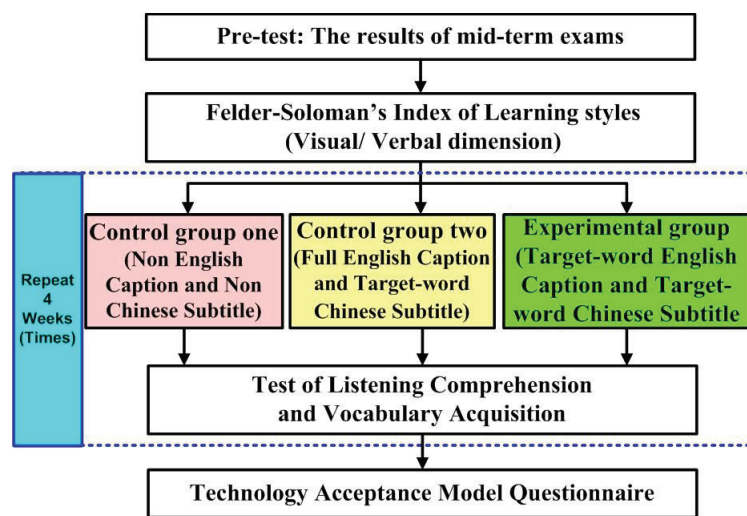 Pre-test: The results of mid-term exams
Felder-Soloman's Index of Learning styles
(Visual/ Verbal dimension)
Repeat
4
Weeks
(Times)
Control group one
(Non English
Caption and Non
Chinese Subtitle)
Control group two
(Full English Caption
and Target-word
Chinese Subtitle)
Experimental group
(Target-word English
Caption and Target-
word Chinese Subtitle
Test of Listening Comprehension
and Vocabulary Acquisition
Technology Acceptance Model Questionnaire